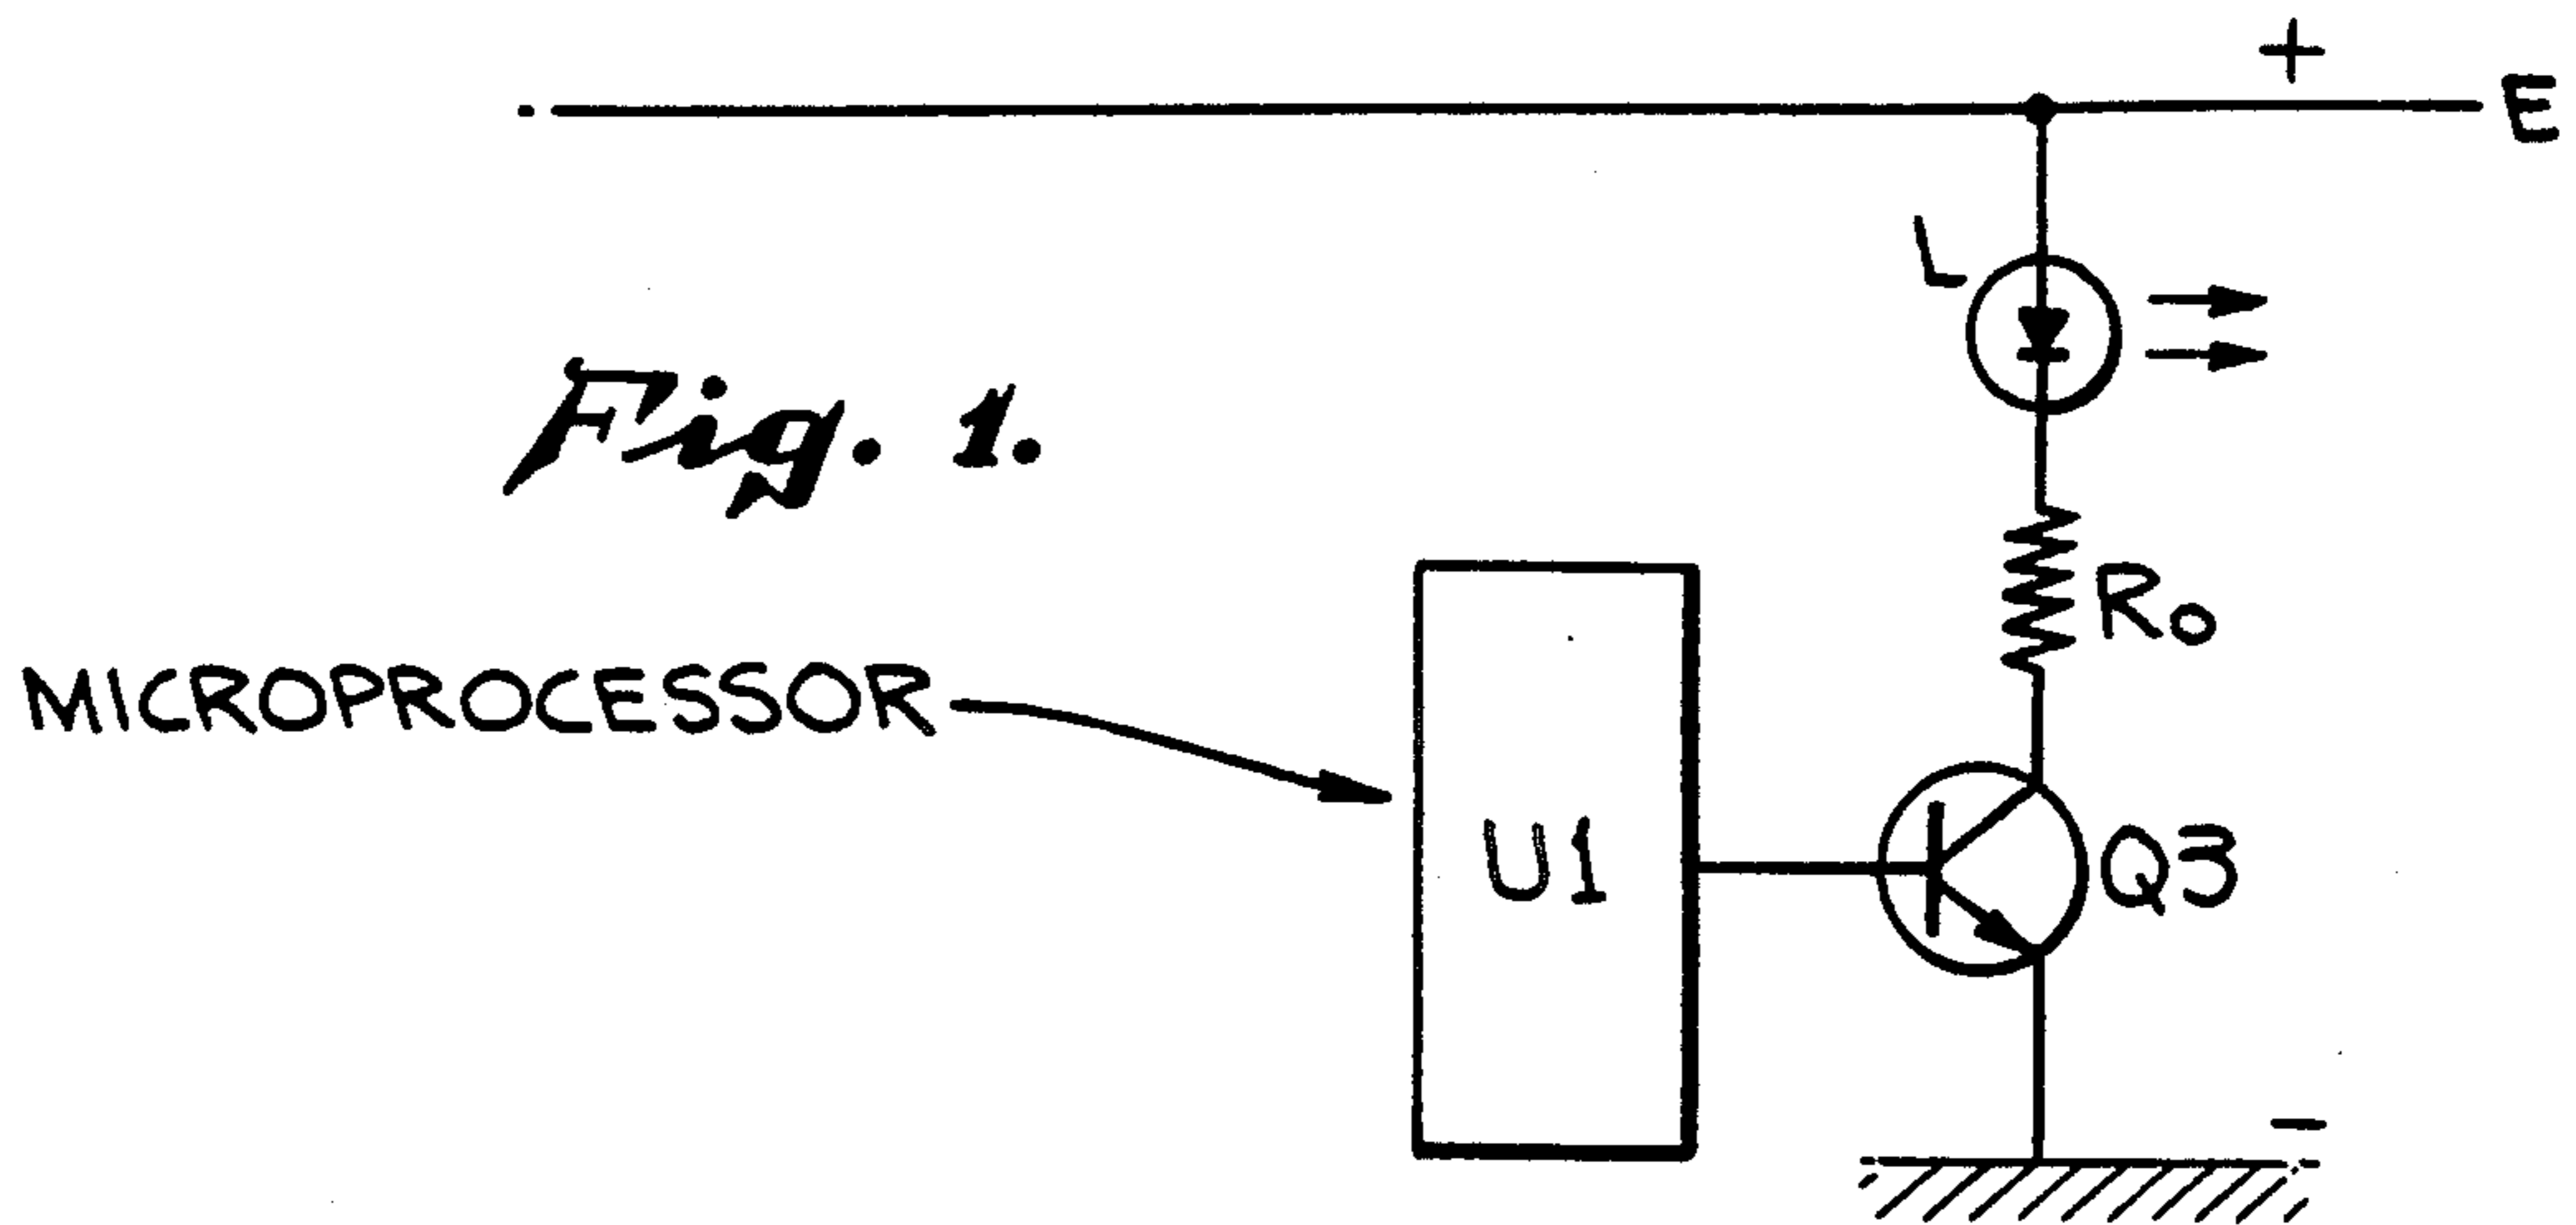 +
E
L
Fig. 1.
Ro
MICROPROCESSOR
U1
Q3
-